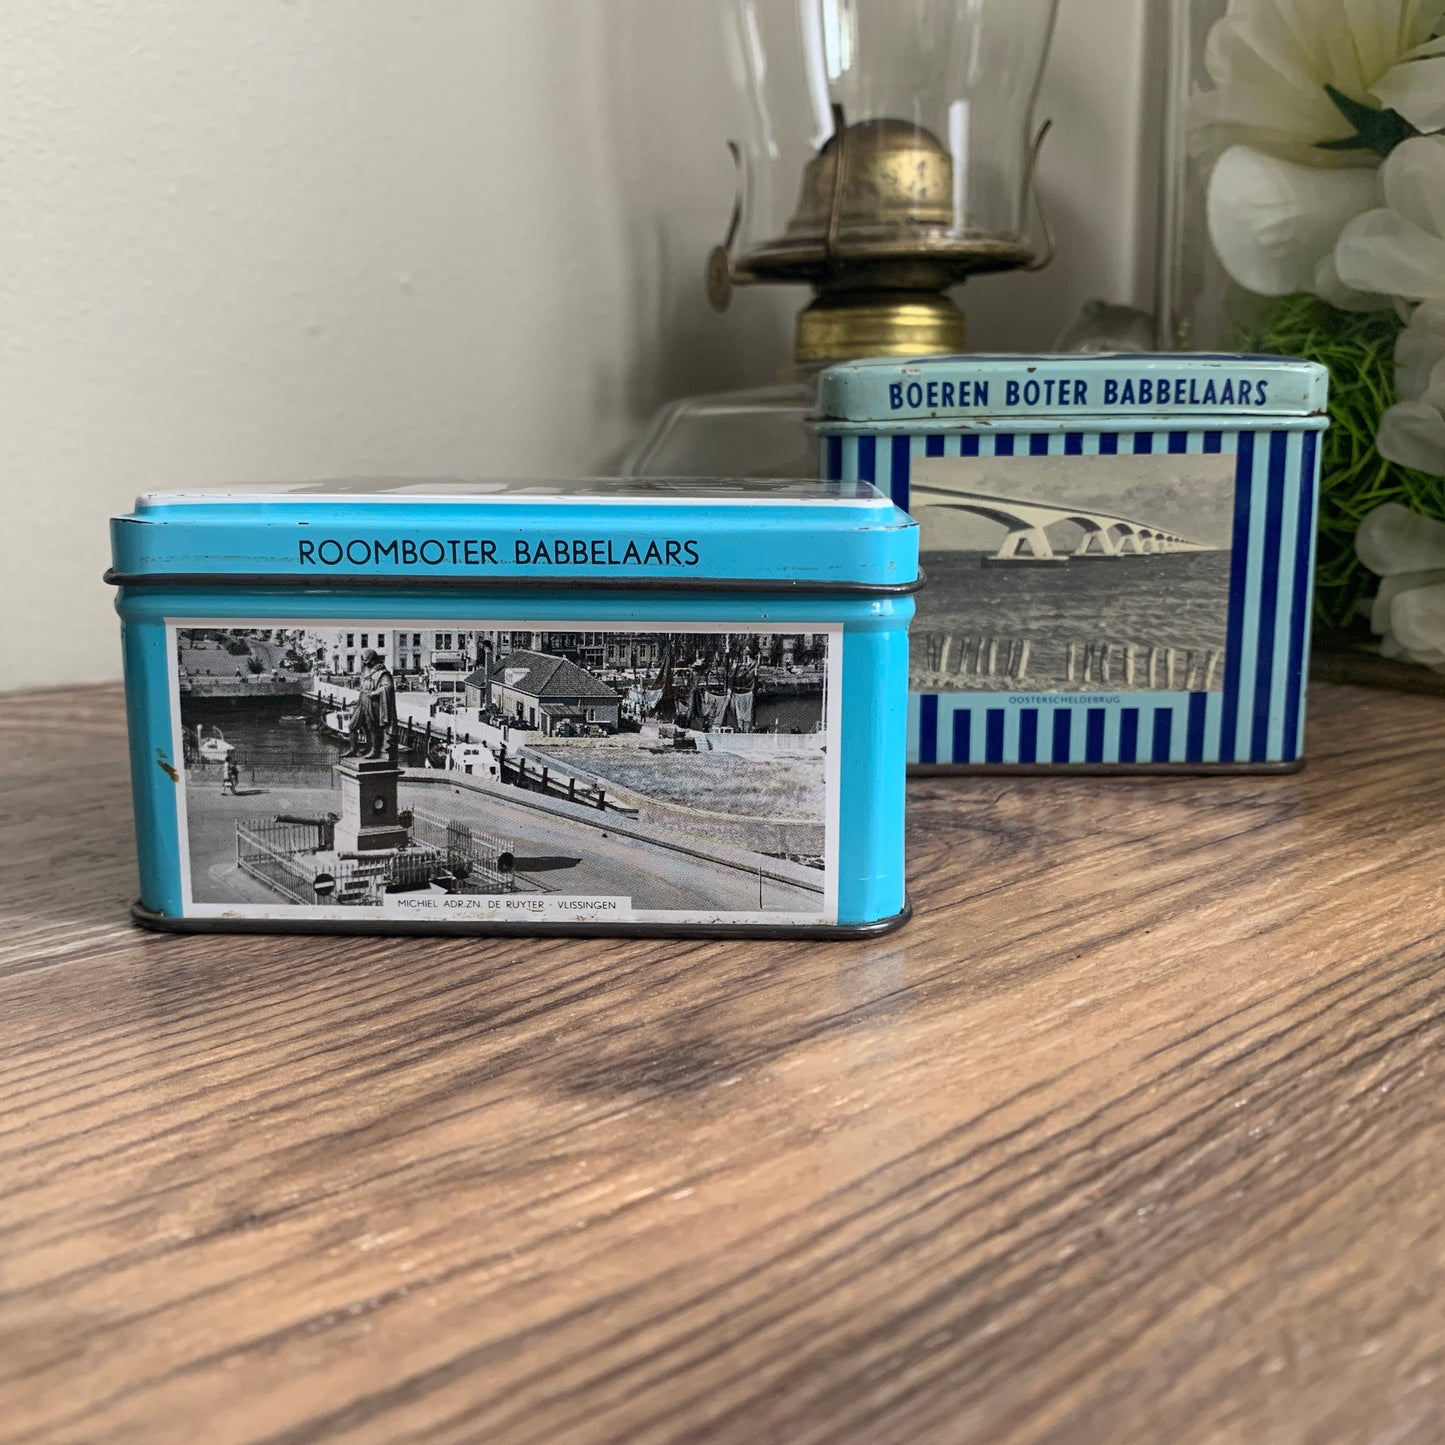 ROOMBOTER BABBELAARS
MICHIEL ADR.ZN. DE RUYTER - VLISSINGEN
BOEREN BOTER BABBELAARS
OOSTERSCHELDEBRUG